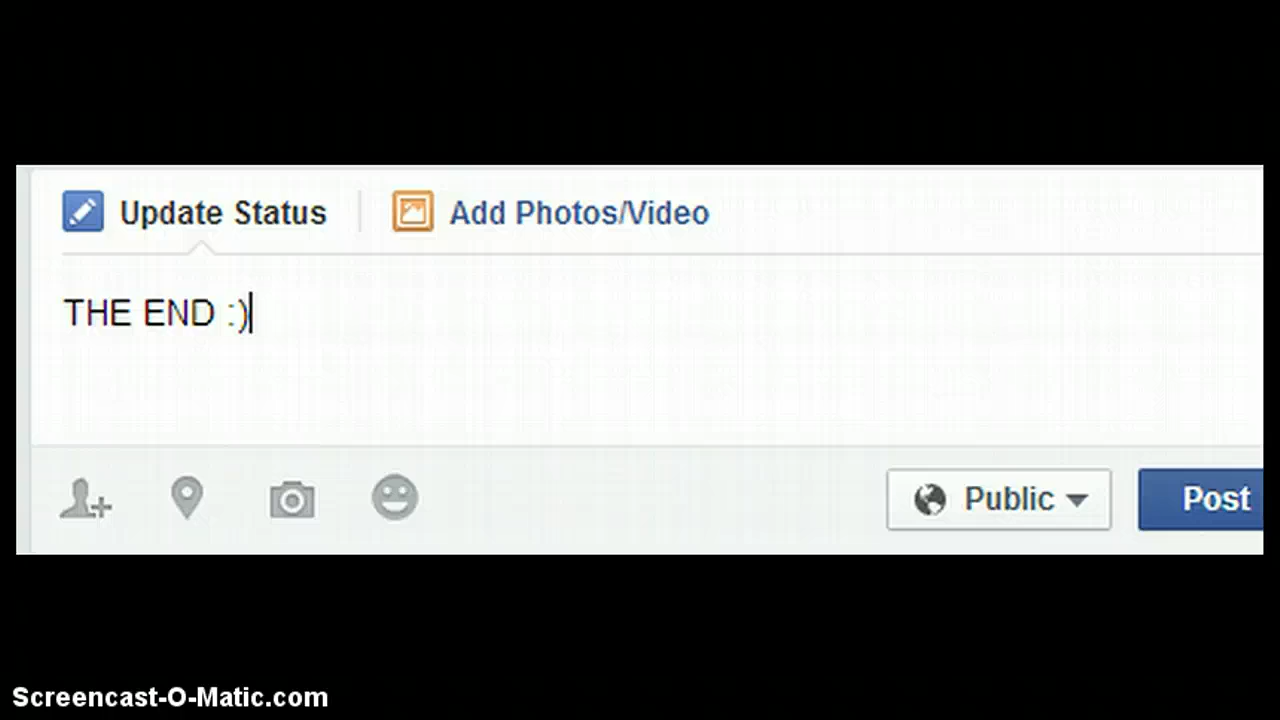 Update Status
Add Photos/Video
THE END :)
Public
Post
Screencast-O-Matic.com